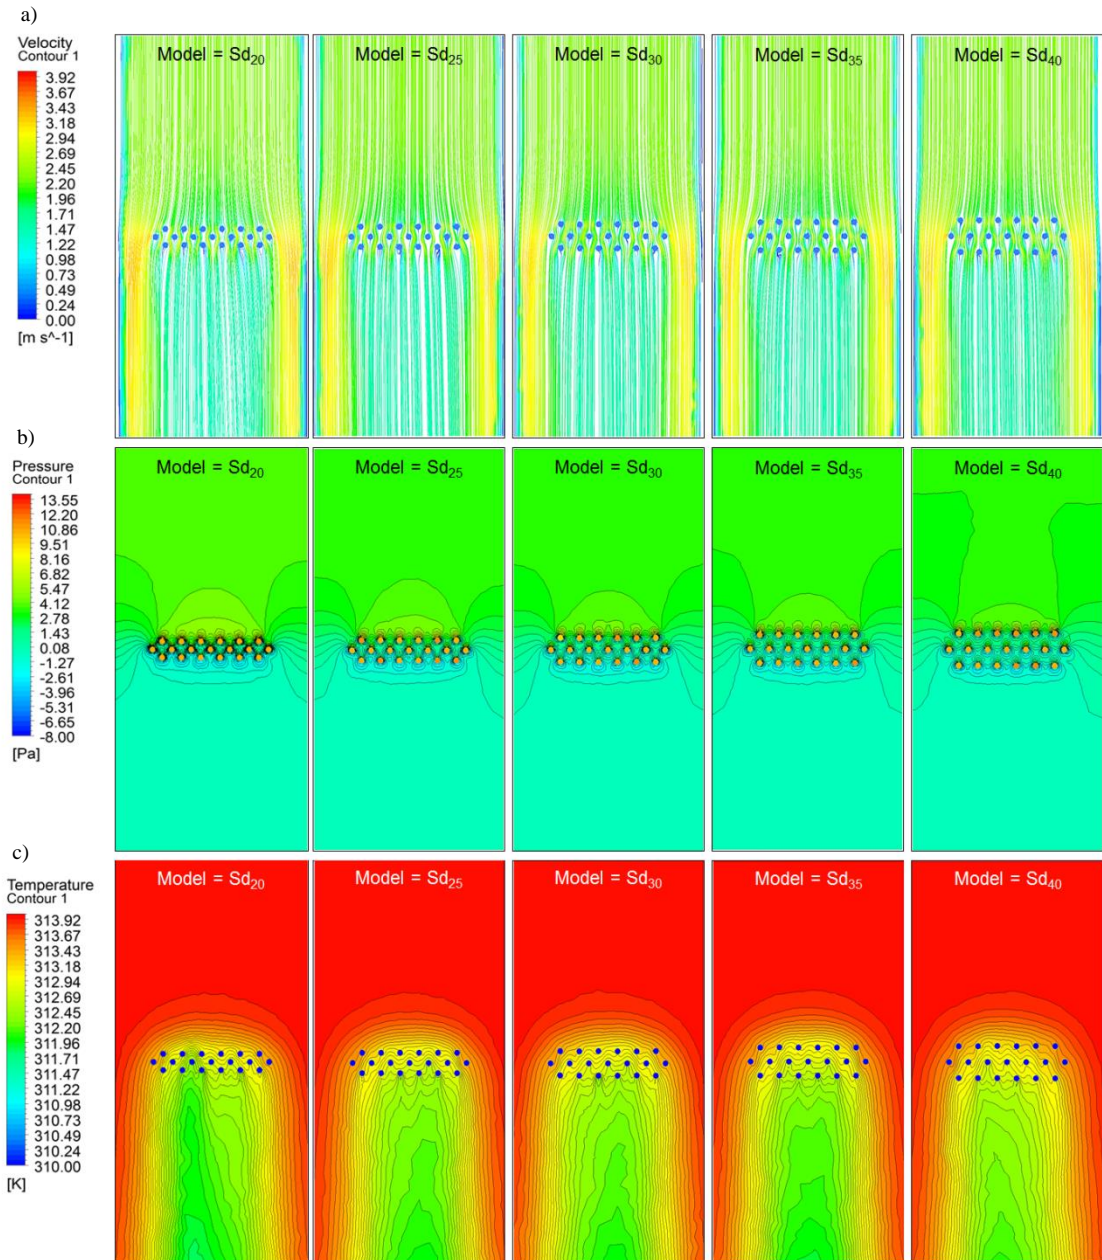 a)
Velocity
Contour 1
3.92
3.67
3.43
3.18
2.94
2.69
2.45
2.20
1.96
1.71
1.47
1.22
0.98
0.73
0.49
0.24
0.00
[m s^-1]
Model = Sd20
Model = Sd25
Model = Sd30
Model = Sd35
Model = Sd40
b)
Pressure
Contour 1
13.55
12.20
10.86
9.51
8.16
6.82
5.47
4.12
2.78
1.43
0.08
-1.27
-2.61
-3.96
-5.31
-6.65
-8.00
[Pa]
Model = Sd20
Model = Sd25
Model = Sd30
Model = Sd35
Model = Sd40
c)
Temperature
Contour 1
313.92
313.67
313.43
313.18
312.94
312.69
312.45
312.20
311.96
311.71
311.47
311.22
310.98
310.73
310.49
310.24
310.00
[K]
Model = Sd20
Model = Sd25
Model = Sd30
Model = Sd35
Model = Sd40